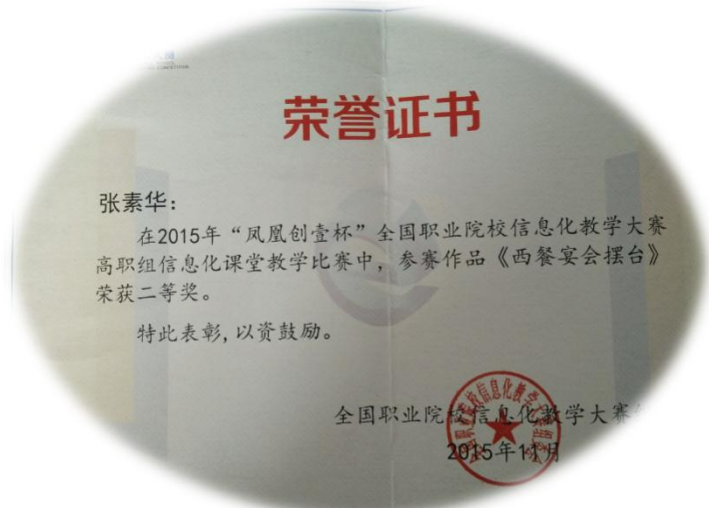 荣誉证书
张素华：
在2015年“凤凰创壹杯”全国职业院校信息化教学大赛
高职组信息化课堂教学比赛中，参赛作品《西餐宴会摆台》
荣获二等奖。
特此表彰，以资鼓励。
全国职业院校信息化教学大赛
2015年11月